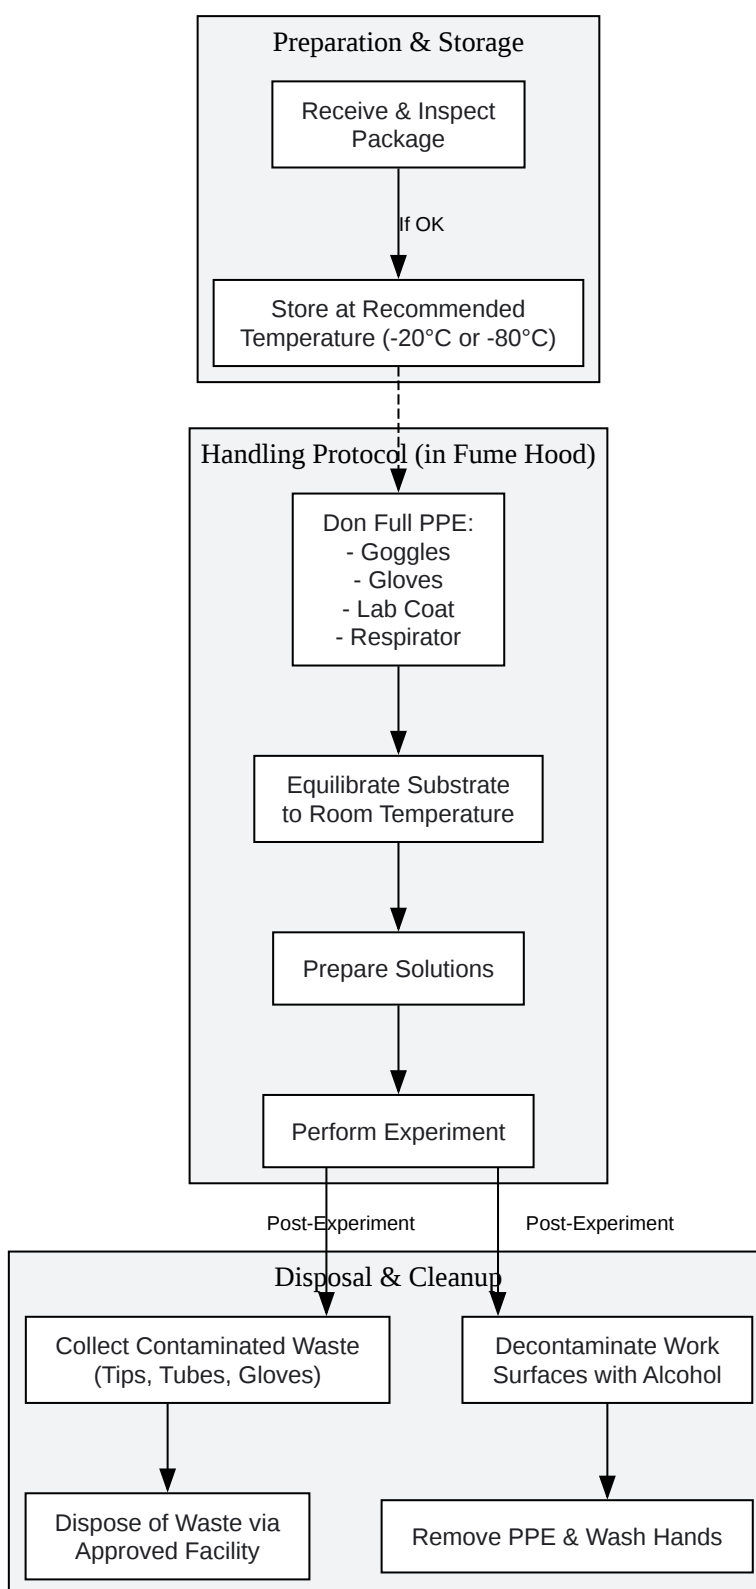 Preparation & Storage
Receive & Inspect
Package
If OK
Store at Recommended
Temperature (-20°C or -80°C)
Handling Protocol (in Fume Hood)
Don Full PPE:
- Goggles
- Gloves
- Lab Coat
- Respirator
Equilibrate Substrate
to Room Temperature
Prepare Solutions
Perform Experiment
Post-Experiment
Post-Experiment
Disposal & Cleanup
Collect Contaminated Waste
(Tips, Tubes, Gloves)
Decontaminate Work
Surfaces with Alcohol
Dispose of Waste via
Approved Facility
Remove PPE & Wash Hands